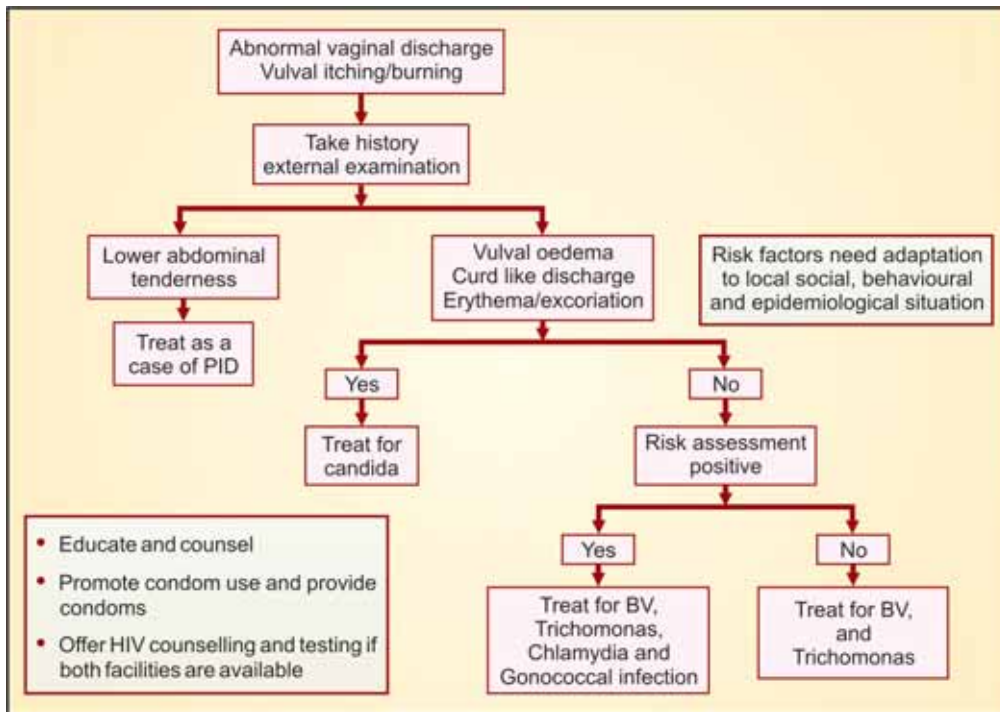 Abnormal vaginal discharge
Vulval itching/burning
Take history
external examination
Lower abdominal
tenderness
Vulval oedema
Curd like discharge
Erythema/excoriation
Risk factors need adaptation
to local social, behavioural
and epidemiological situation
Treat as a
case of PID
Yes
No
Treat for
candida
Risk assessment
positive
• Educate and counsel
• Promote condom use and provide
condoms
• Offer HIV counselling and testing if
both facilities are available
Yes
No
Treat for BV,
Trichomonas,
Chlamydia and
Gonococcal infection
Treat for BV,
and
Trichomonas